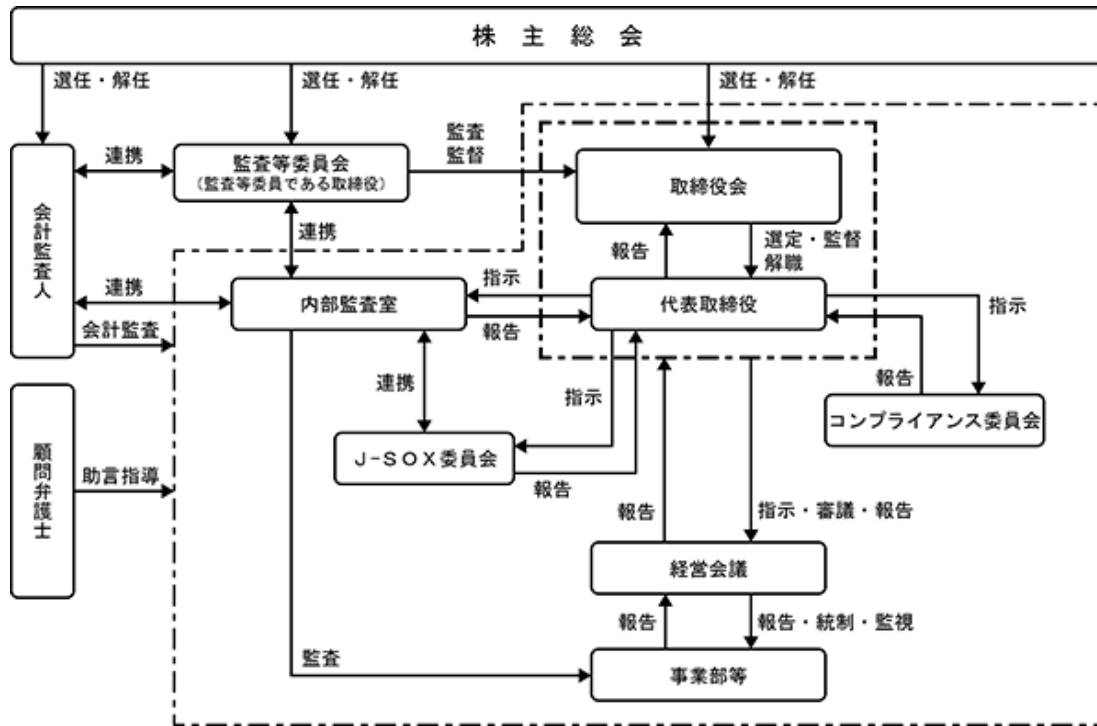 株主総会
選任・解任
選任・解任
選任・解任
監査
監督
連携
監査等委員会
(監査等委員である取締役)
取締役会
会計監査人
連携
報告
選定・監督
解職
連携
内部監査室
指示
報告
代表取締役
指示
会計監査
連携
指示
報告
コンプライアンス委員会
顧問弁護士
助言指導
J-SOX委員会
報告
報告
指示・審議・報告
経営会議
報告
報告・統制・監視
監査
事業部等